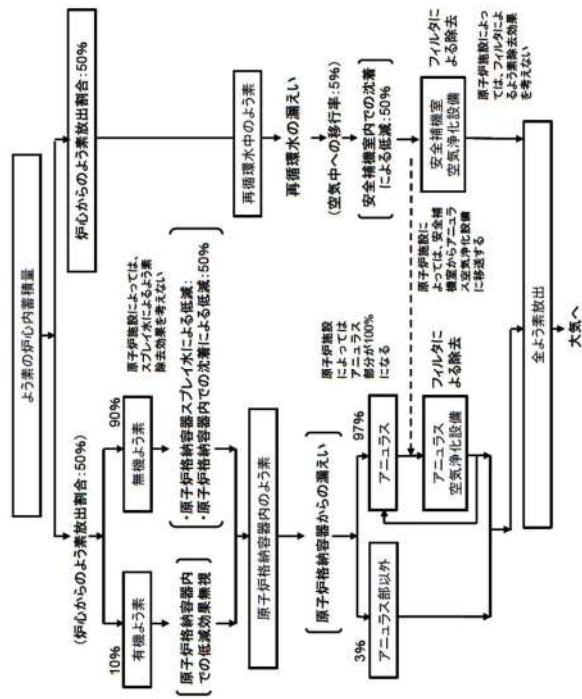 よう素の炉心内蓄積量
(炉心からのよう素放出割合:50%)
炉心からのよう素放出割合:50%
10%
有機よう素
90%
無機よう素
原子炉施設によっては、
スプレイ水によるよう素
除去効果を考えない
原子炉格納容器内
での低減効果無視
・原子炉格納容器スプレイ水による低減:
・原子炉格納容器内での沈着による低減:50%
原子炉格納容器内のよう素
原子炉格納容器からの漏えい
3%
アニュラス部以外
97%
アニュラス
原子炉施設
によっては
アニュラス
部分が100%
になる
アニュラス
空気浄化設備
フィルタに
よる除去
再循環水中のよう素
再循環水の漏えい
(空気中への移行率:5%)
安全補機室内での沈着
による低減:50%
原子炉施設に
よっては、安全補
機室からアニュラ
ス空気浄化設備
に移送する
安全補機室
空気浄化設備
フィルタに
よる除去
原子炉施設によっ
ては、フィルタによ
るよう素除去効果
を考えない
全よう素放出
大気へ